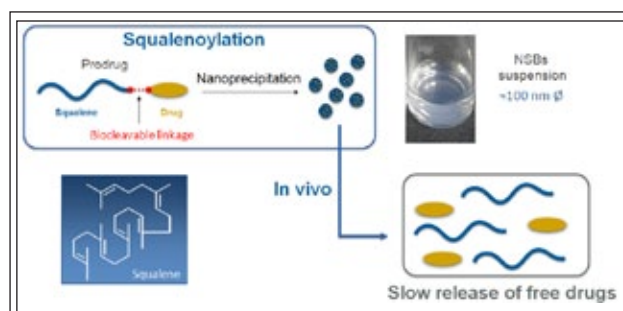 Squalenoylation
Prodrug
Nanoprecipitation
Squalene
Drug
Biocleavable linkage
NSBs
suspension
≈100 nm Ø
In vivo
Squalene
Slow release of free drugs